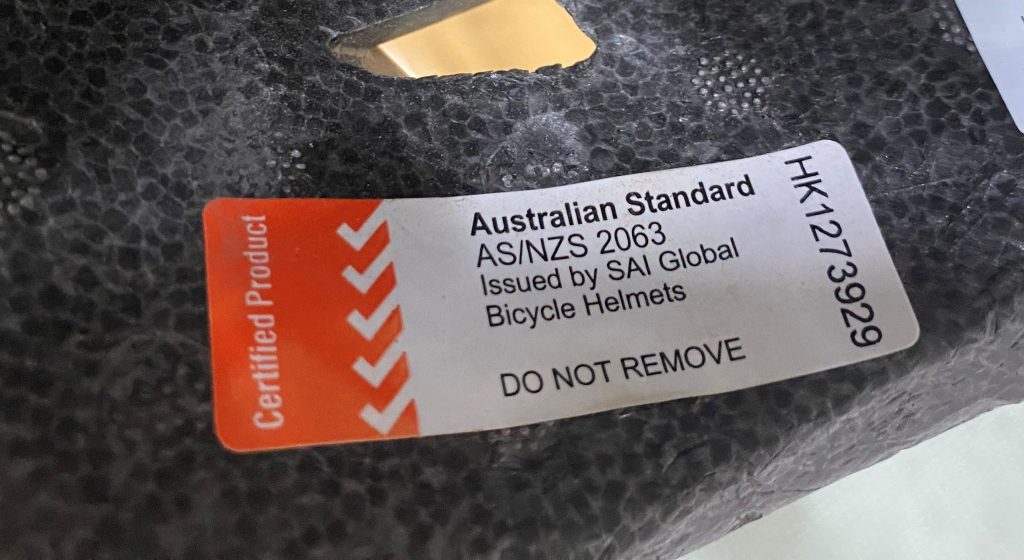 Certified Product
Australian Standard
AS/NZS 2063
Issued by SAI Global
Bicycle Helmets
DO NOT REMOVE
HK1273929